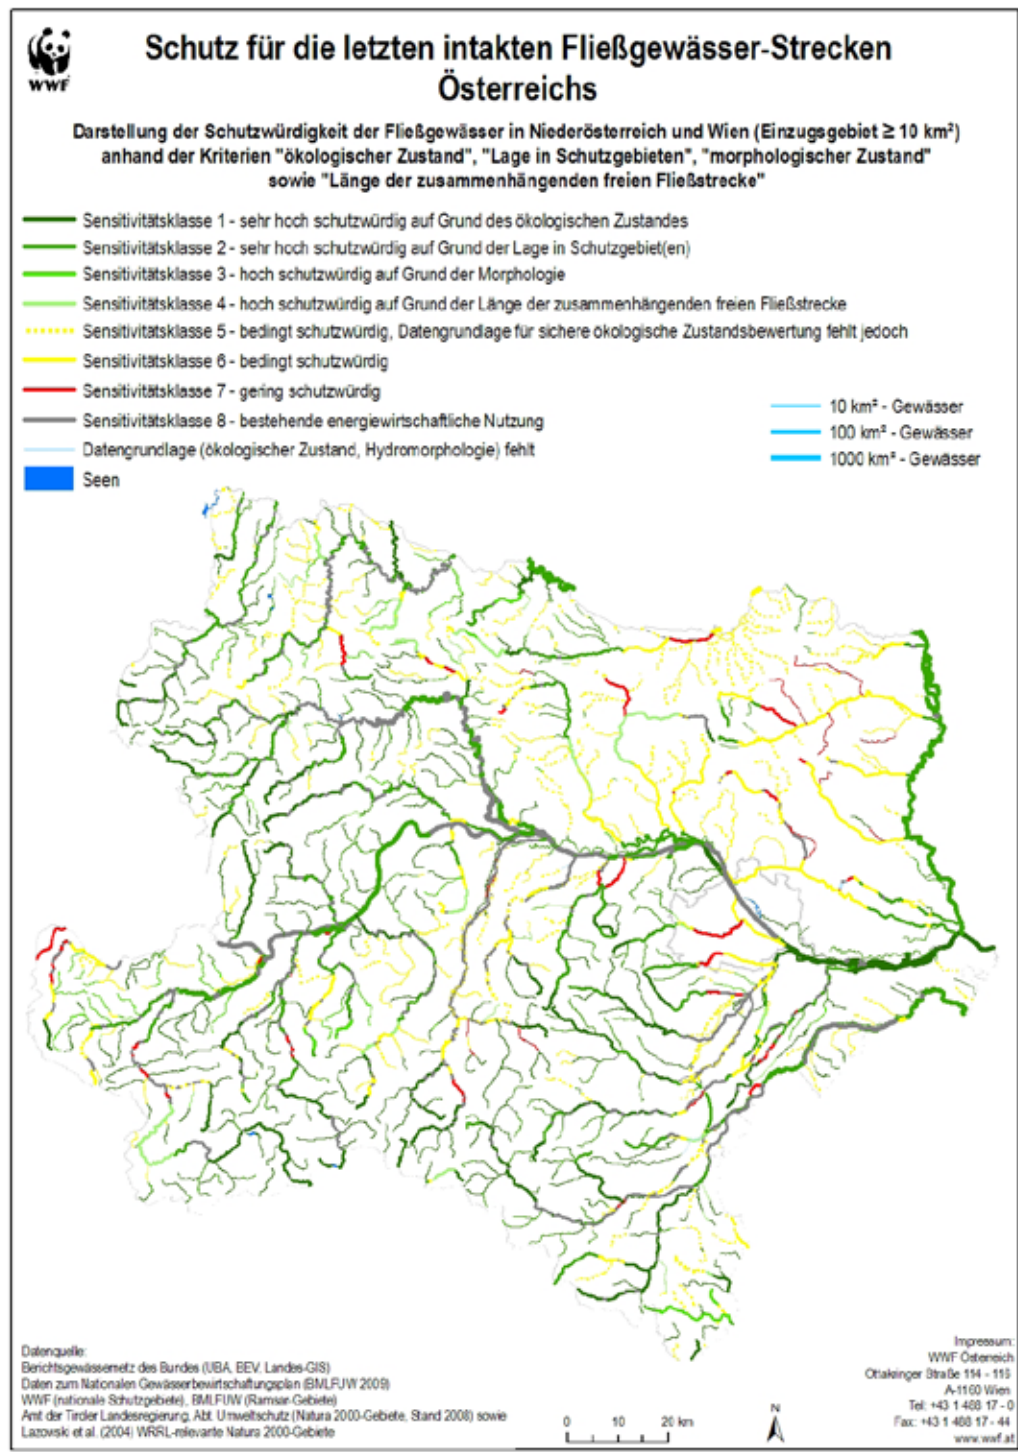 WWF
Schutz für die letzten intakten Fließgewässer-Strecken
Österreichs
Darstellung der Schutzwürdigkeit der Fließgewässer in Niederösterreich und Wien (Einzugsgebiet ≥ 10 km²)
anhand der Kriterien "ökologischer Zustand", "Lage in Schutzgebieten", "morphologischer Zustand"
sowie "Länge der zusammenhängenden freien Fließstrecke"
Sensitivitätsklasse 1 - sehr hoch schutzwürdig auf Grund des ökologischen Zustandes
Sensitivitätsklasse 2 - sehr hoch schutzwürdig auf Grund der Lage in Schutzgebiet(en)
Sensitivitätsklasse 3 - hoch schutzwürdig auf Grund der Morphologie
Sensitivitätsklasse 4 - hoch schutzwürdig auf Grund der Länge der zusammenhängenden freien Fließstrecke
Sensitivitätsklasse 5 - bedingt schutzwürdig, Datengrundlage für sichere ökologische Zustandsbewertung fehlt jedoch
Sensitivitätsklasse 6 - bedingt schutzwürdig
Sensitivitätsklasse 7 - gering schutzwürdig
Sensitivitätsklasse 8 - bestehende energiewirtschaftliche Nutzung
Datengrundlage (ökologischer Zustand, Hydromorphologie) fehlt
Seen
10 km² - Gewässer
100 km² - Gewässer
1000 km² - Gewässer
Datenquelle:
Berichtsgewässernetz des Bundes (UBA, BEV, Landes-GIS)
Daten zum Nationalen Gewässerbewirtschaftungsplan (BMLFUW 2009)
WWF (nationale Schutzgebiete), BMLFUW (Ramsar-Gebiete)
Amt der Tiroler Landesregierung, Abt. Umweltschutz (Natura 2000-Gebiete, Stand 2008) sowie
Lazowski et al. (2004) WRRL-relevante Natura 2000-Gebiete
0 10 20 km
N
Impressum:
WWF Österreich
Ottakringer Straße 114 - 116
A-1160 Wien
Tel: +43 1 488 17 - 0
Fax: +43 1 488 17 - 44
www.wwf.at